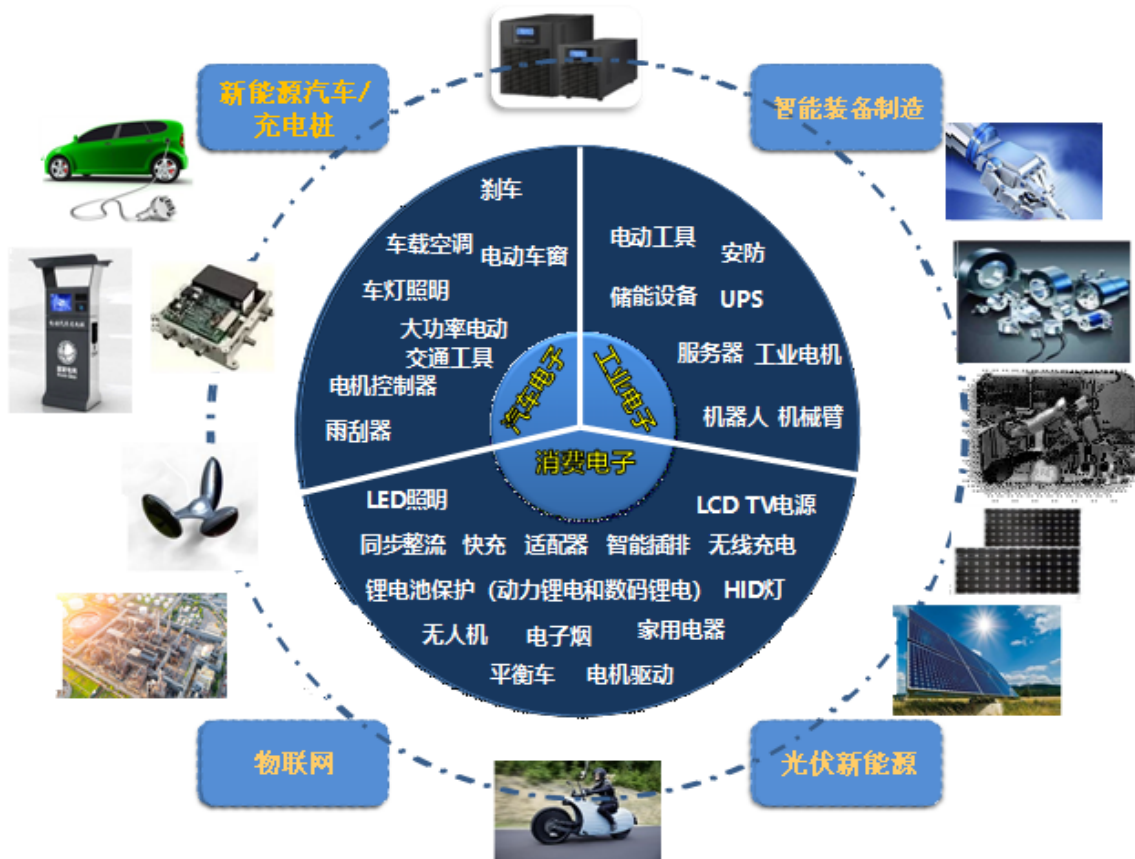 新能源汽车/
充电桩
智能装备制造
刹车
车载空调
电动车窗
车灯照明
大功率电动
交通工具
电机控制器
雨刮器
汽车电子
电动工具
安防
储能设备
UPS
服务器
工业电机
机器人
机械臂
工业电子
消费电子
LED照明
LCD TV电源
同步整流
快充
适配器
智能插排
无线充电
锂电池保护（动力锂电和数码锂电）
HID灯
无人机
电子烟
家用电器
平衡车
电机驱动
物联网
光伏新能源